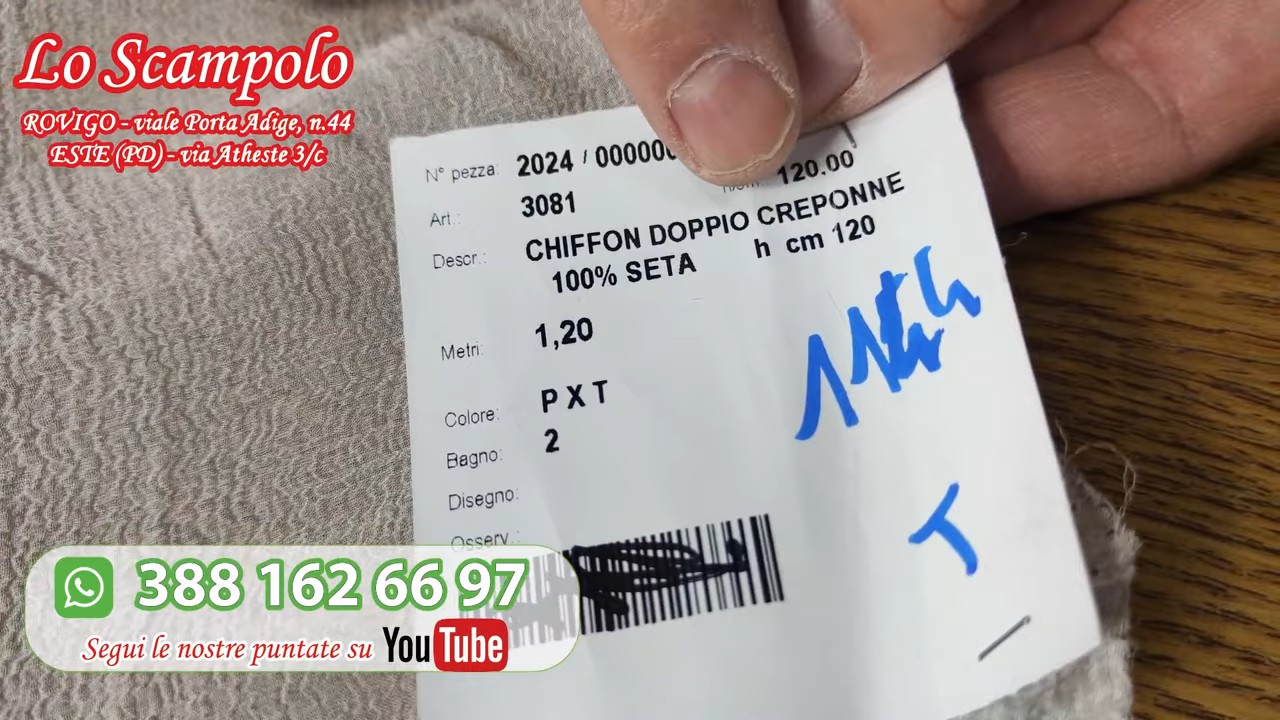 Lo Scampolo
ROVIGO - viale Porta Adige, n.44
ESTE (PD) - via Atheste 3/c
N° pezza: 2024 / 00000
120.00
Art.: 3081
Descr.: CHIFFON DOPPIO CREPONNE
100% SETA h cm 120
Metri: 1,20
Colore: P X T
Bagno: 2
Disegno:
Osserv.:
T
388 162 66 97
Segui le nostre puntate su YouTube